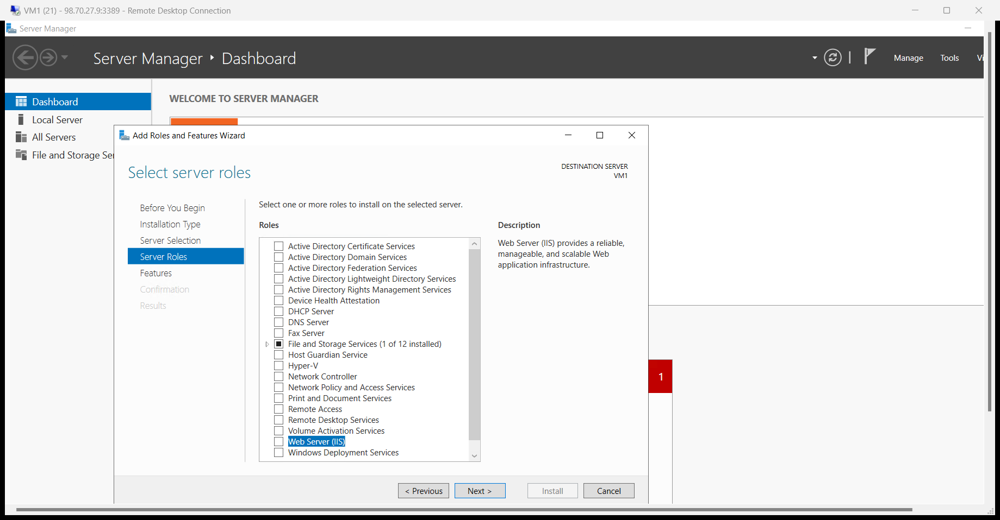 VM1 (21) - 98.70.27.9:3389 - Remote Desktop Connection
Server Manager
Server Manager ‣ Dashboard
Manage Tools Vi
Dashboard
Local Server
All Servers
File and Storage Ser
WELCOME TO SERVER MANAGER
Add Roles and Features Wizard
Select server roles
DESTINATION SERVER
VM1
Before You Begin
Installation Type
Server Selection
Server Roles
Features
Confirmation
Results
Select one or more roles to install on the selected server.
Roles
Active Directory Certificate Services
Active Directory Domain Services
Active Directory Federation Services
Active Directory Lightweight Directory Services
Active Directory Rights Management Services
Device Health Attestation
DHCP Server
DNS Server
Fax Server
File and Storage Services (1 of 12 installed)
Host Guardian Service
Hyper-V
Network Controller
Network Policy and Access Services
Print and Document Services
Remote Access
Remote Desktop Services
Volume Activation Services
Web Server (IIS)
Windows Deployment Services
Description
Web Server (IIS) provides a reliable,
manageable, and scalable Web
application infrastructure.
1
< Previous
Next >
Install
Cancel